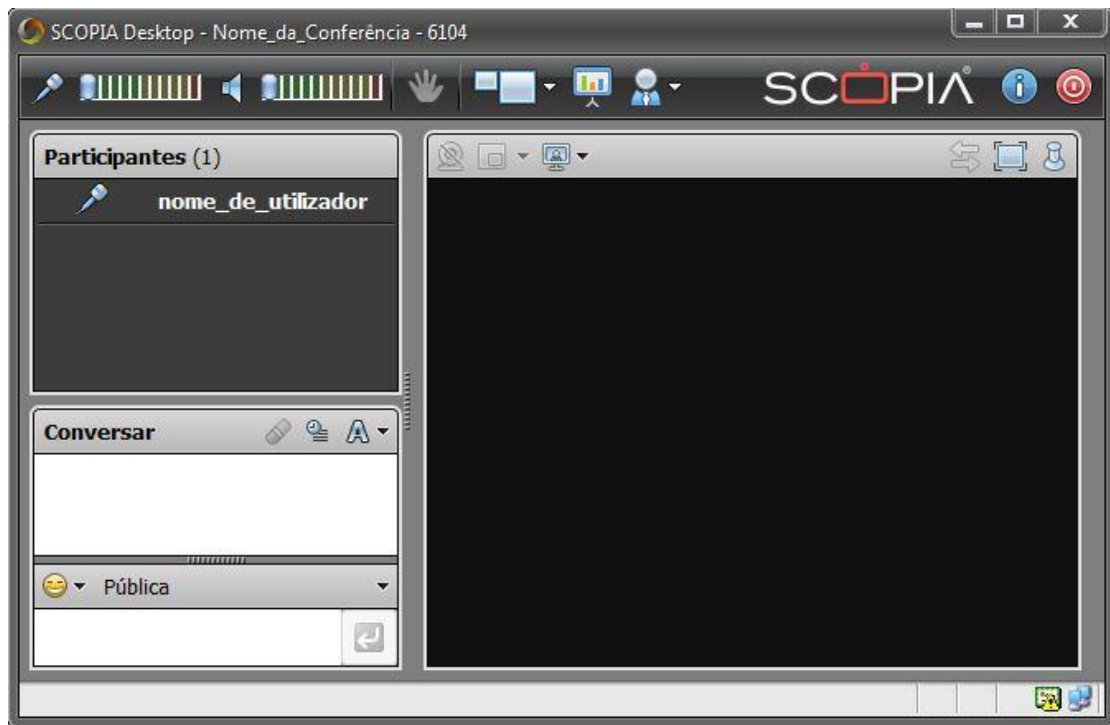 SCOPIA Desktop - Nome_da_Conferência - 6104
SCOPIA®
Participantes (1)
nome_de_utilizador
Conversar
A
Pública